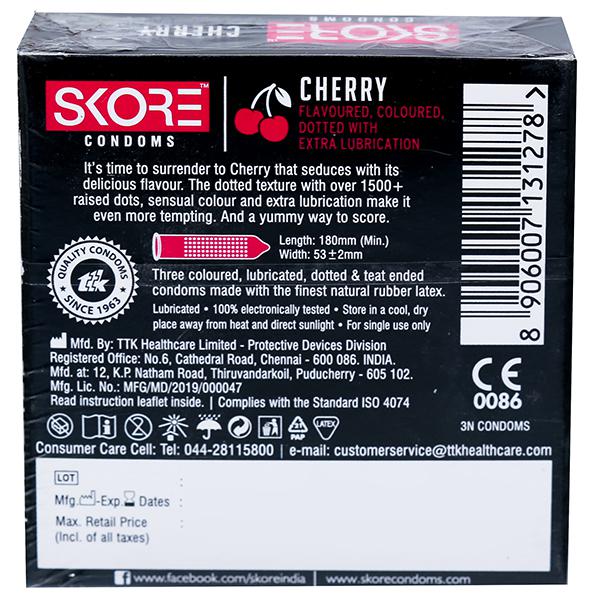 SKORE
CONDOMS
CHERRY
SKORE™
CONDOMS
CHERRY
FLAVOURED, COLOURED,
DOTTED WITH
EXTRA LUBRICATION
It's time to surrender to Cherry that seduces with its
delicious flavour. The dotted texture with over 1500+
raised dots, sensual colour and extra lubrication make it
even more tempting. And a yummy way to score.
Length: 180mm (Min.)
Width: 53±2mm
QUALITY CONDOMS
ttk
SINCE 1963
Three coloured, lubricated, dotted & teat ended
condoms made with the finest natural rubber latex.
Lubricated • 100% electronically tested • Store in a cool, dry
place away from heat and direct sunlight • For single use only
Mfd. By: TTK Healthcare Limited - Protective Devices Division
Registered Office: No.6, Cathedral Road, Chennai - 600 086. INDIA.
Mfd. at: 12, K.P. Natham Road, Thiruvandarkoil, Puducherry - 605 102.
Mfg. Lic. No.: MFG/MD/2019/000047
Read instruction leaflet inside. | Complies with the Standard ISO 4074
8 906007 131278 >
CE
0086
3N CONDOMS
2
21
PAP
LATEX
Consumer Care Cell: Tel: 044-28115800 | e-mail: customerservice@ttkhealthcare.com
LOT :
Mfg. -Exp. Dates :
Max. Retail Price :
(Incl. of all taxes)
www.facebook.com/skoreindia | www.skorecondoms.com